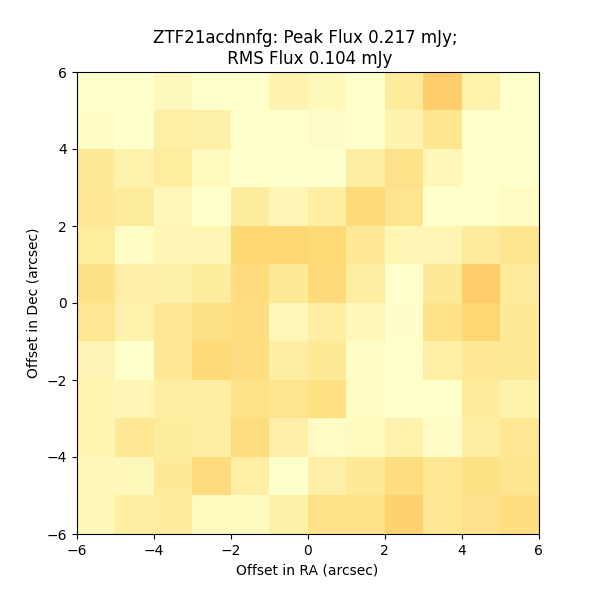 ZTF21acdnnfg: Peak Flux 0.217 mJy;
RMS Flux 0.104 mJy
6
4
2
0
−2
−4
−6
Offset in Dec (arcsec)
−6 −4 −2 0 2 4 6
Offset in RA (arcsec)